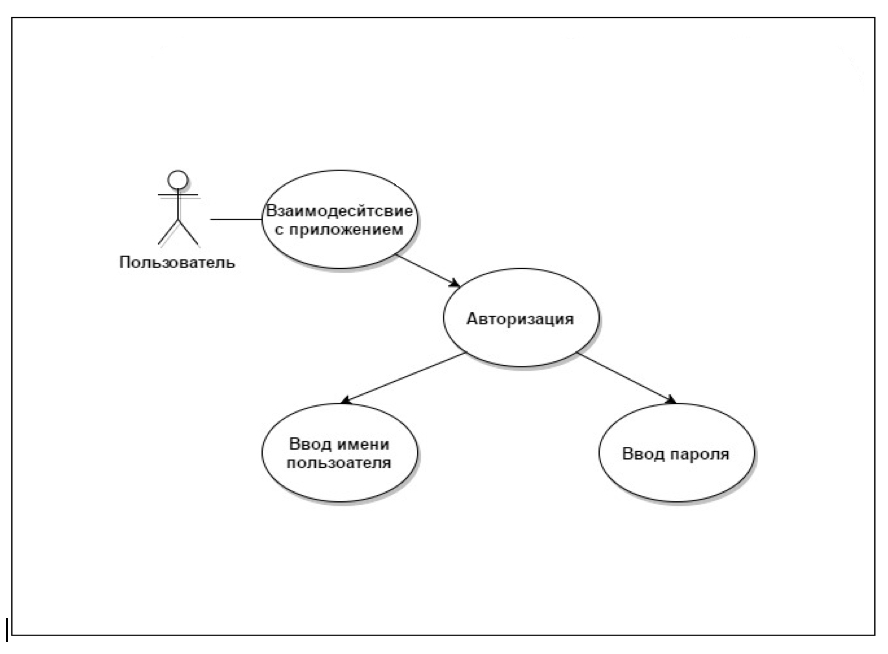 Взаимодесйтсвие
с приложением
Пользователь
Авторизация
Ввод имени
пользоателя
Ввод пароля